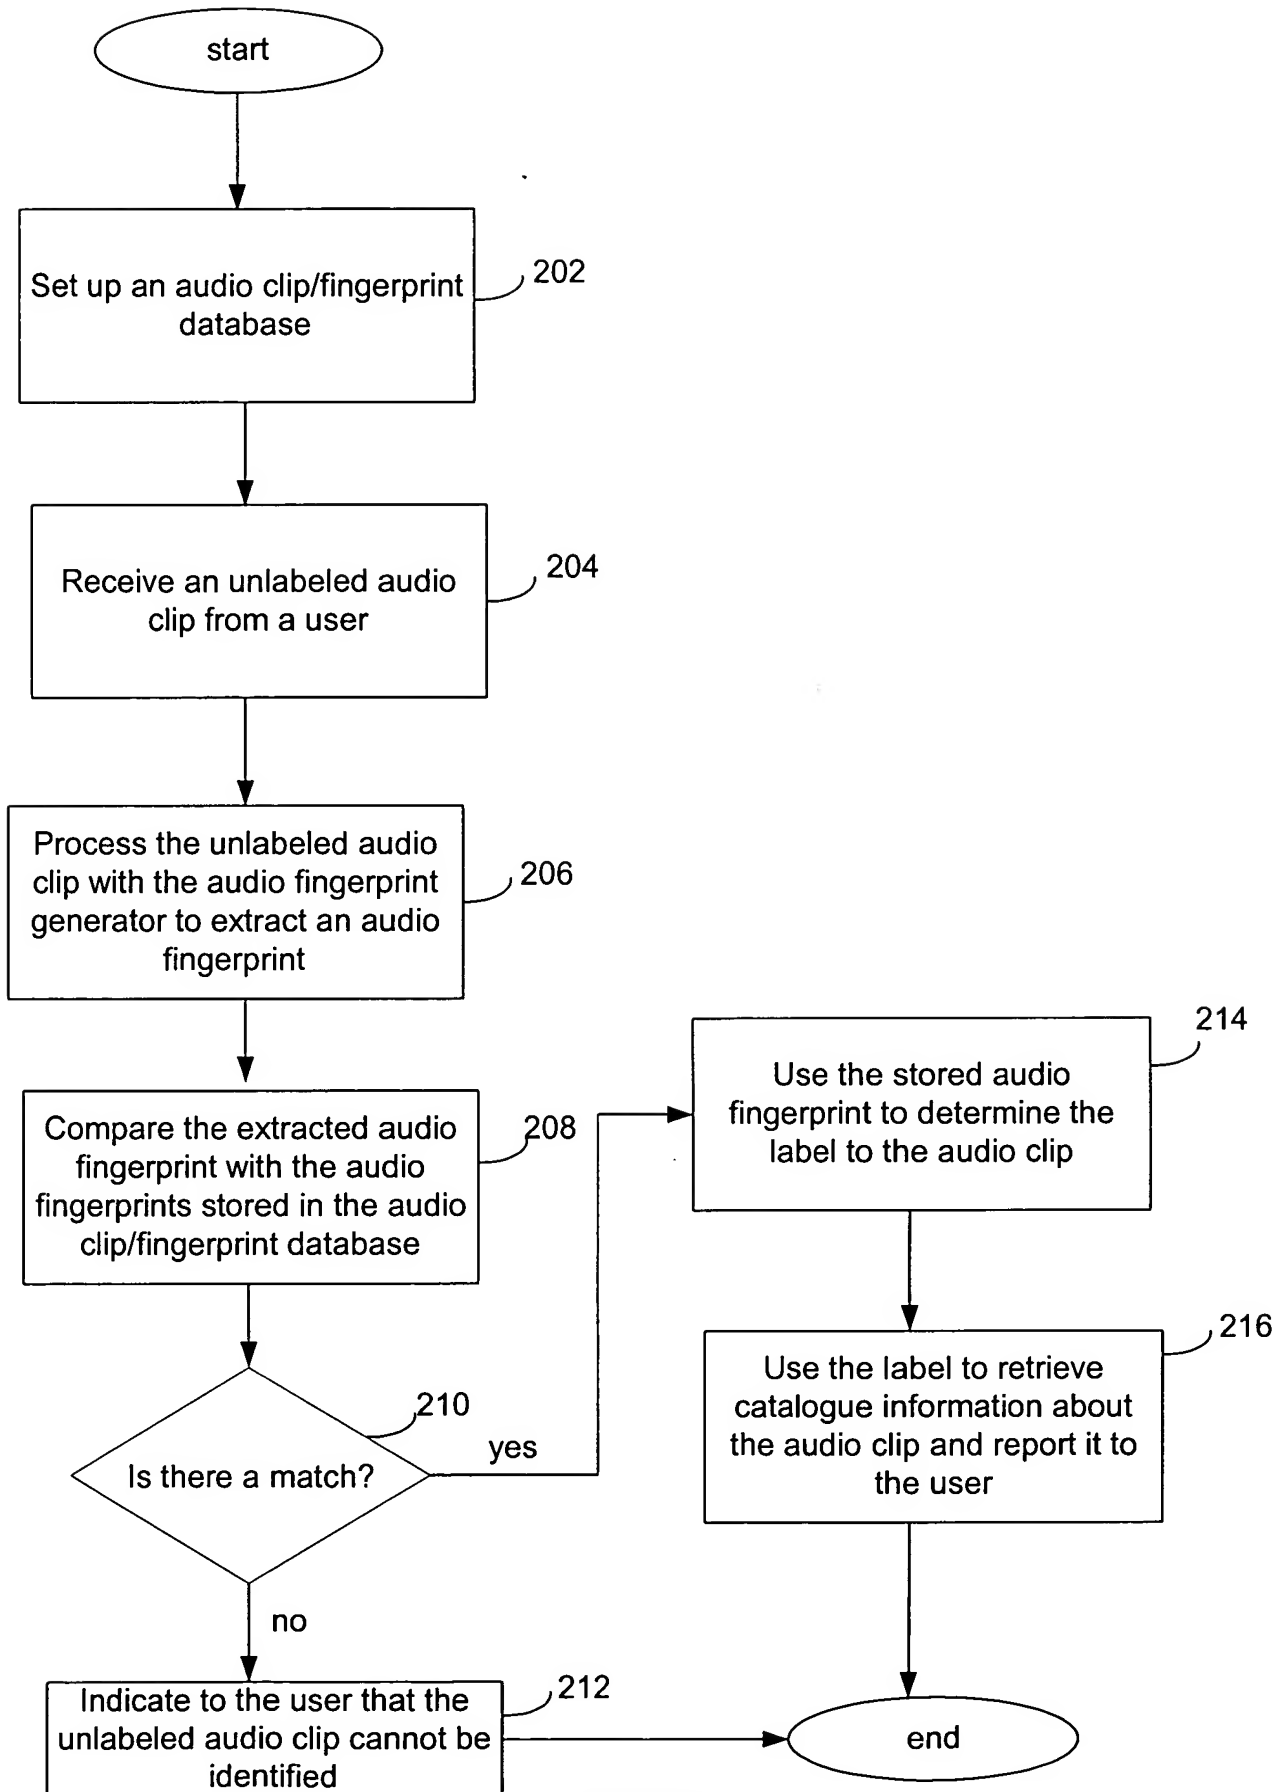 start
Set up an audio clip/fingerprint
database
202
Receive an unlabeled audio
clip from a user
204
Process the unlabeled audio
clip with the audio fingerprint
generator to extract an audio
fingerprint
206
Compare the extracted audio
fingerprint with the audio
fingerprints stored in the audio
clip/fingerprint database
208
Is there a match?
210
yes
no
Indicate to the user that the
unlabeled audio clip cannot be
identified
212
Use the stored audio
fingerprint to determine the
label to the audio clip
214
Use the label to retrieve
catalogue information about
the audio clip and report it to
the user
216
end